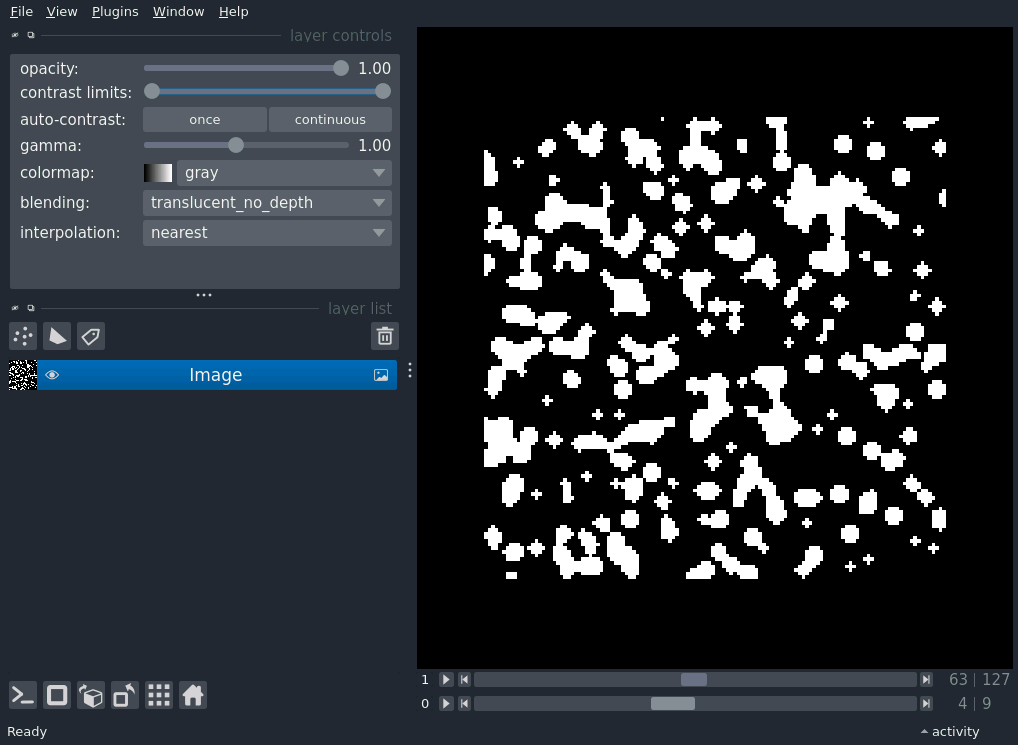 File View Plugins Window Help
layer controls
opacity: 1.00
contrast limits:
auto-contrast: once continuous
gamma: 1.00
colormap: gray
blending: translucent_no_depth
interpolation: nearest
layer list
Image
1 63 | 127
0 4 | 9
Ready activity